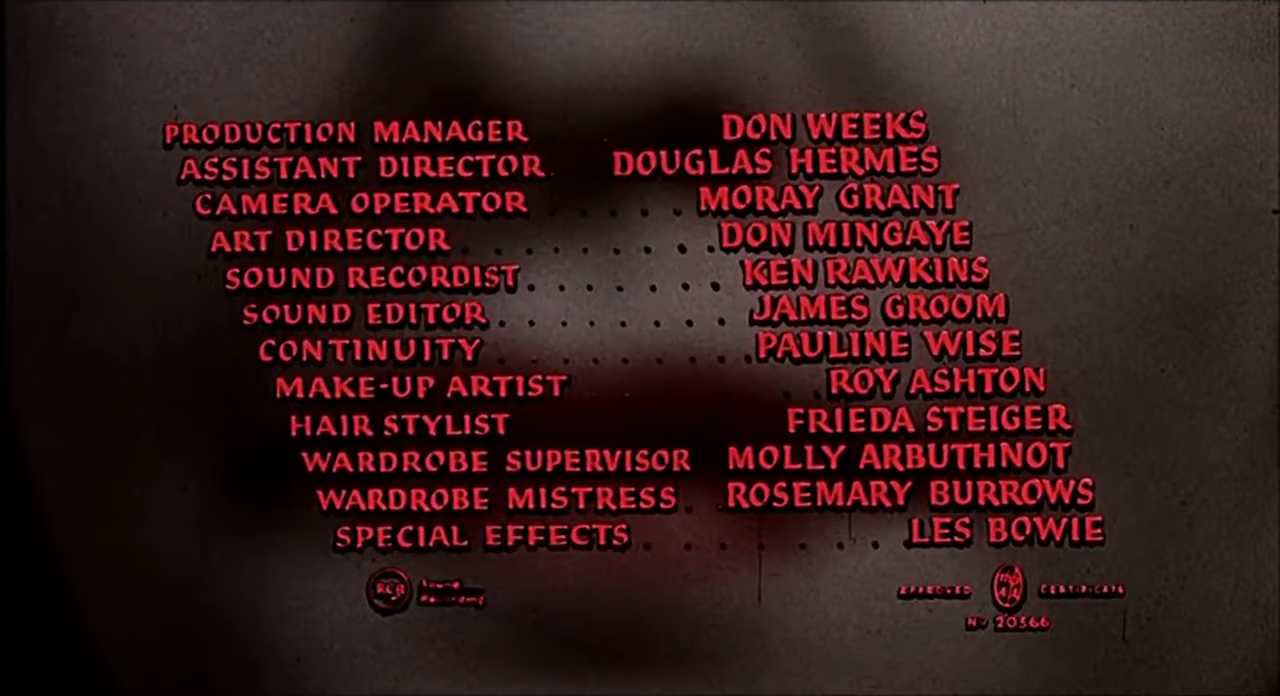 PRODUCTION MANAGER DON WEEKS
ASSISTANT DIRECTOR DOUGLAS HERMES
CAMERA OPERATOR . . . . . MORAY GRANT
ART DIRECTOR . . . . . . . . DON MINGAYE
SOUND RECORDIST . . . . . . KEN RAWKINS
SOUND EDITOR . . . . . . . . JAMES GROOM
CONTINUITY . . . . . . . . PAULINE WISE
MAKE-UP ARTIST . . ROY ASHTON
HAIR STYLIST FRIEDA STEIGER
WARDROBE SUPERVISOR MOLLY ARBUTHNOT
WARDROBE MISTRESS . . ROSEMARY BURROWS
SPECIAL EFFECTS . . . . . . . LES BOWIE
RCA Sound Recording
APPROVED CERTIFICATE
Nº 20366